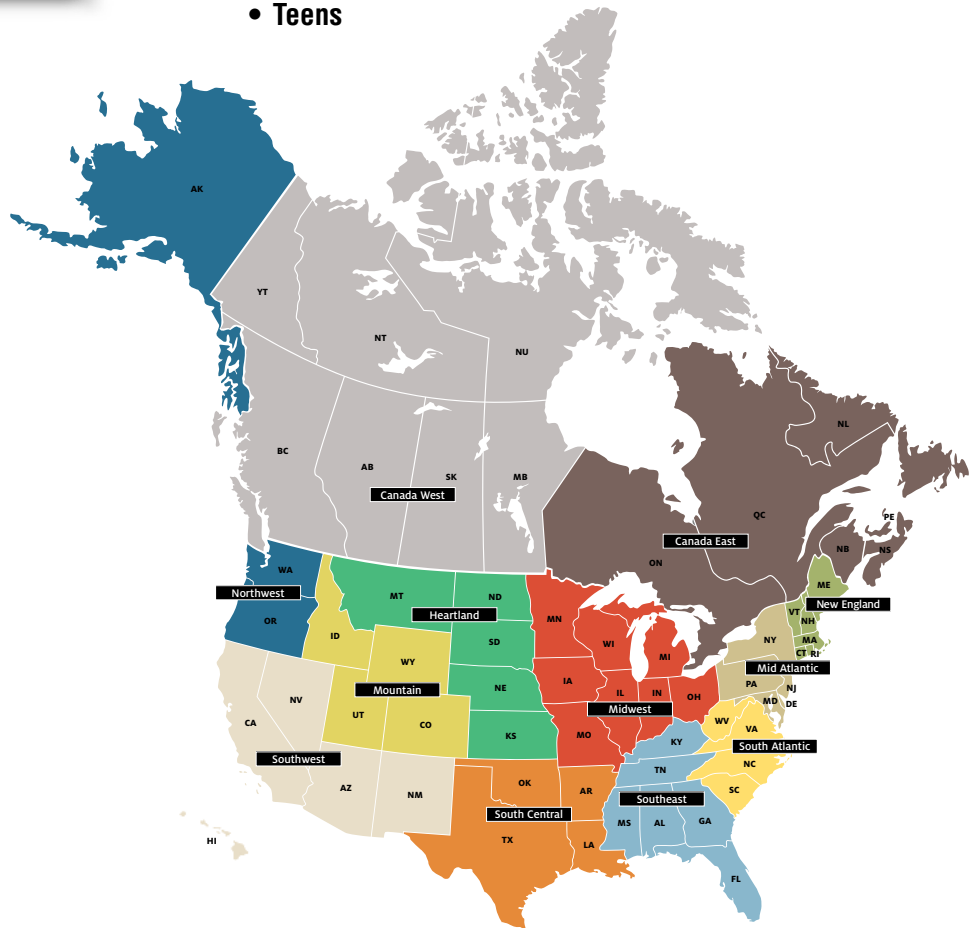 • Teens
AK
YT
NT
NU
BC
AB
SK
MB
Canada West
NL
QC
PE
Canada East
ON
NB
NS
WA
Northwest
OR
MT
ND
Heartland
SD
ID
WY
NE
Mountain
UT
CO
KS
MN
WI
MI
IA
IL
IN
OH
Midwest
MO
ME
New England
VT
NH
NY
MA
CT
RI
Mid Atlantic
PA
NJ
MD
DE
WV
VA
South Atlantic
NC
SC
KY
TN
Southeast
MS
AL
GA
FL
CA
NV
Southwest
AZ
NM
HI
OK
AR
South Central
TX
LA